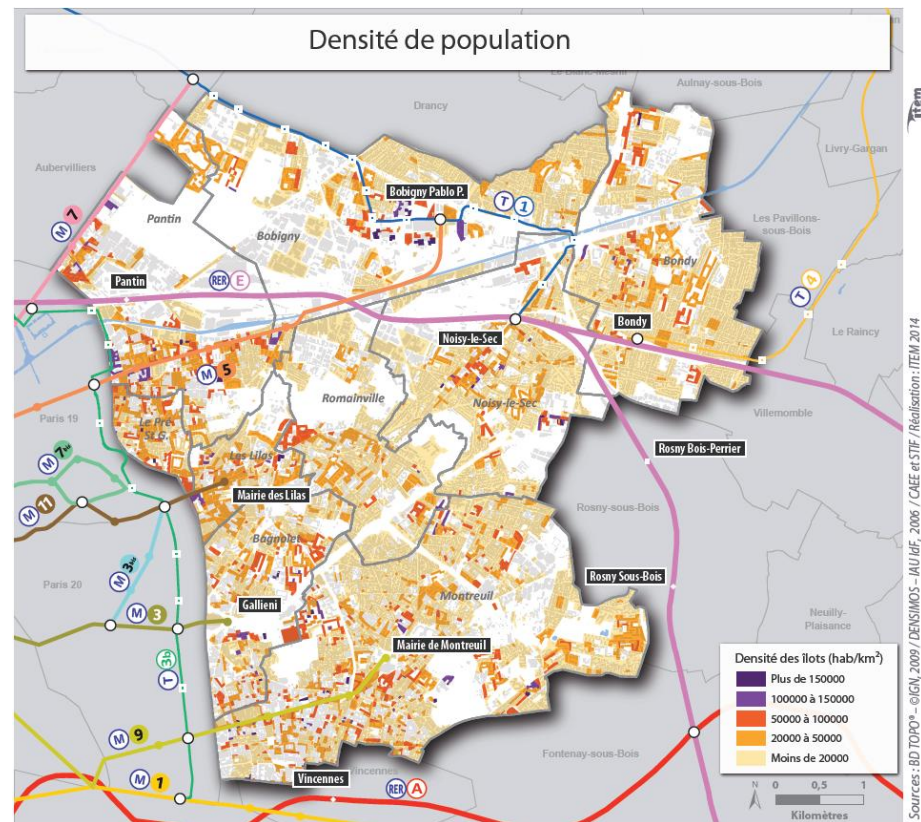 Densité de population
Aulnay-sous-Bois
Drancy
Livry-Gargan
Aubervilliers
M 7
Bobigny Pablo P.
T 1
Les Pavillons-
sous-Bois
Pantin
Bobigny
Bondy
Pantin
RER E
T 4
Noisy-le-Sec
Bondy
Le Raincy
M 5
Romainville
Noisy-le-Sec
Paris 19
Le Pré
St G.
Villemomble
Les Lilas
Rosny Bois-Perrier
M 7bis
Mairie des Lilas
M 11
Rosny-sous-Bois
Bagnolet
M 3bis
Paris 20
Montreuil
Rosny Sous-Bois
Gallieni
M 3
Neuilly-
Plaisance
Mairie de Montreuil
T 3b
M 9
Fontenay-sous-Bois
Vincennes
Vincennes
M 1
RER A
Densité des îlots (hab/km²)
Plus de 150000
100000 à 150000
50000 à 100000
20000 à 50000
Moins de 20000
N
0 0,5 1
Kilomètres
item
Sources : BD TOPO® – ©IGN, 2009 / DENSIMOS – IAU IdF, 2006 / CAEE et STIF / Réalisation : ITEM 2014